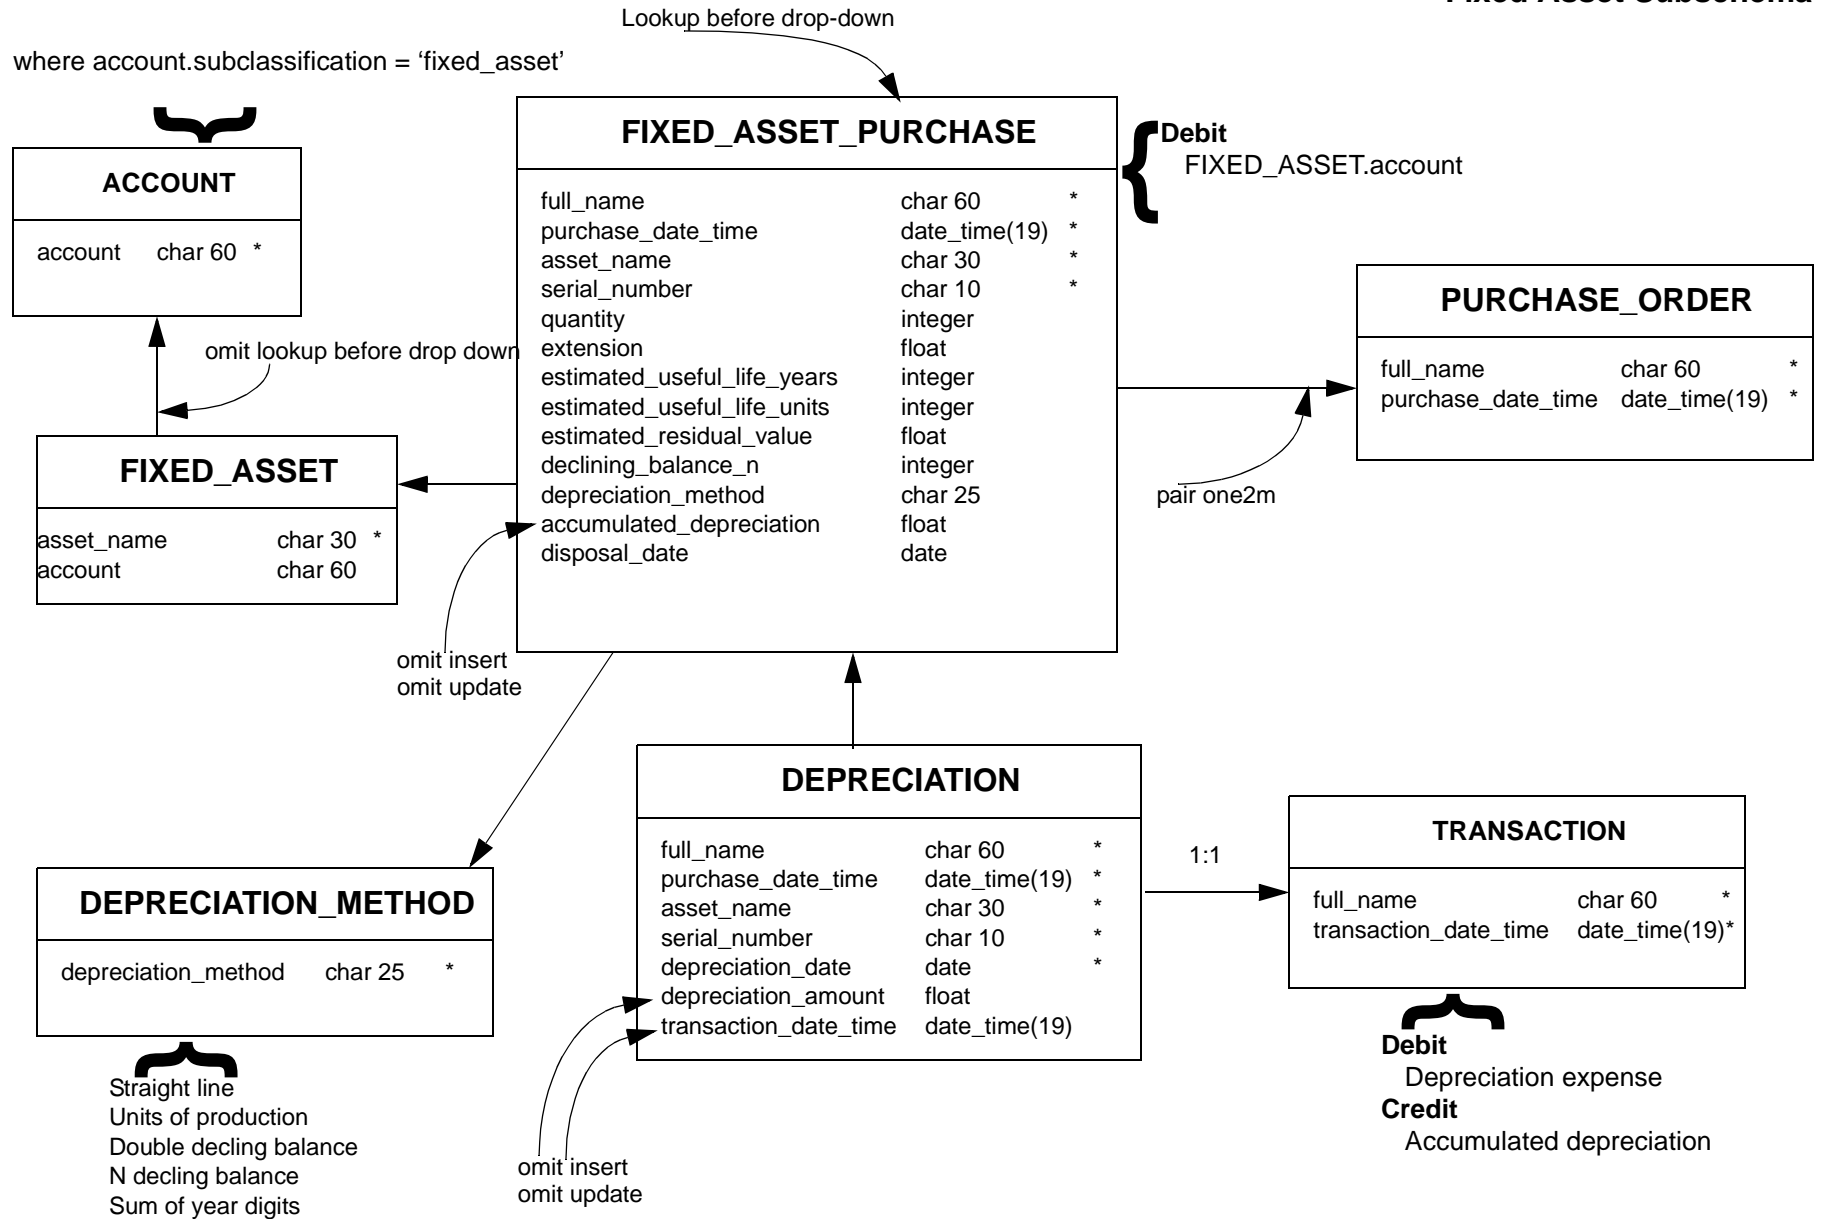 Fixed Asset Subschema
Lookup before drop-down
where account.subclassification = ‘fixed_asset’
FIXED_ASSET_PURCHASE
full_name char 60 *
purchase_date_time date_time(19) *
asset_name char 30 *
serial_number char 10 *
quantity integer
extension float
estimated_useful_life_years integer
estimated_useful_life_units integer
estimated_residual_value float
declining_balance_n integer
depreciation_method char 25
accumulated_depreciation float
disposal_date date
Debit
FIXED_ASSET.account
ACCOUNT
account char 60 *
omit lookup before drop down
PURCHASE_ORDER
full_name char 60 *
purchase_date_time date_time(19) *
pair one2m
FIXED_ASSET
asset_name char 30 *
account char 60
omit insert
omit update
DEPRECIATION
full_name char 60 *
purchase_date_time date_time(19) *
asset_name char 30 *
serial_number char 10 *
depreciation_date date *
depreciation_amount float
transaction_date_time date_time(19)
1:1
TRANSACTION
full_name char 60 *
transaction_date_time date_time(19)*
Debit
Depreciation expense
Credit
Accumulated depreciation
DEPRECIATION_METHOD
depreciation_method char 25 *
Straight line
Units of production
Double decling balance
N decling balance
Sum of year digits
omit insert
omit update